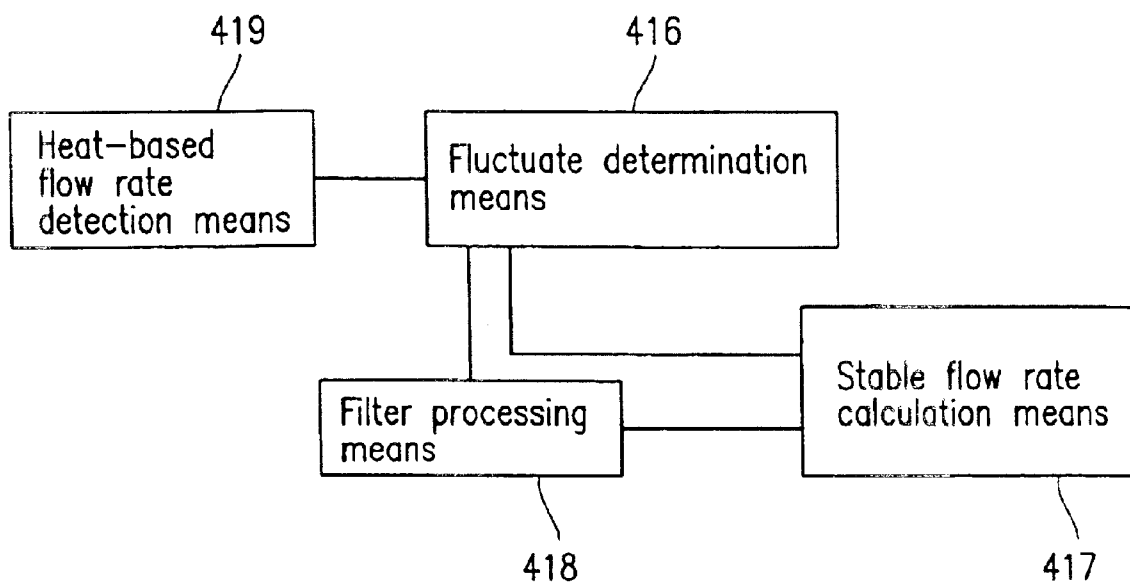 419
416
Heat-based
flow rate
detection means
Fluctuate determination
means
Stable flow rate
calculation means
Filter processing
means
418
417